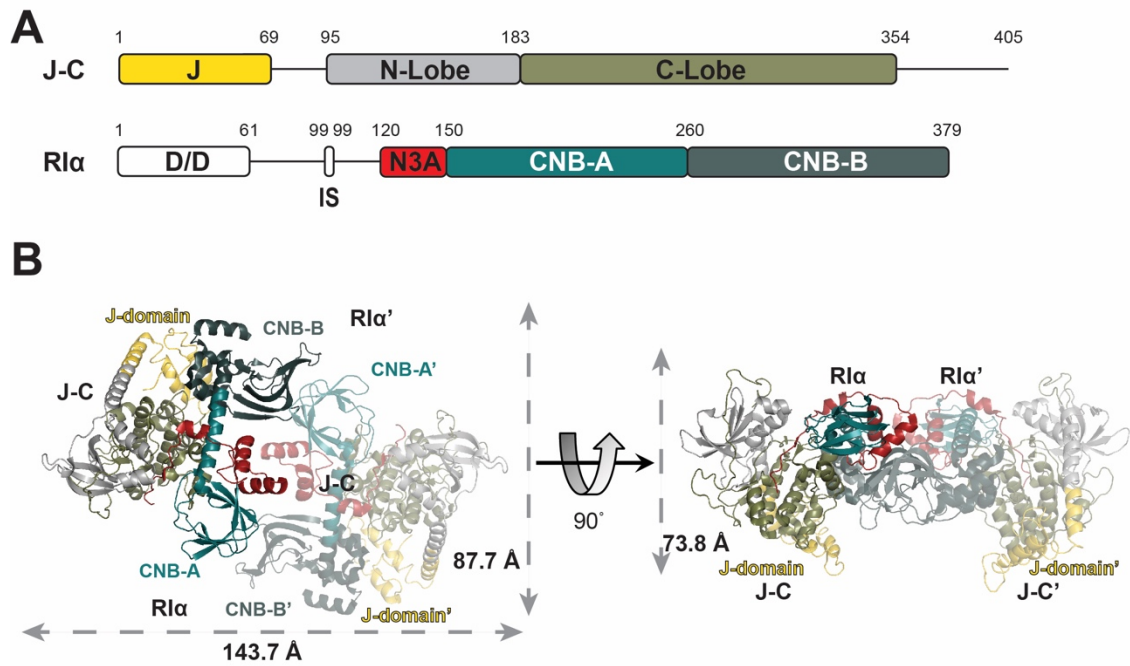 A
1 69 95 183 354 405
J-C J N-Lobe C-Lobe
1 61 99 99 120 150 260 379
RIα D/D N3A CNB-A CNB-B
IS
B
J-domain CNB-B RIα'
CNB-A'
J-C
J-C
CNB-A
RIα CNB-B' J-domain'
87.7 Å
143.7 Å
90°
RIα RIα'
73.8 Å
J-domain J-domain'
J-C J-C'